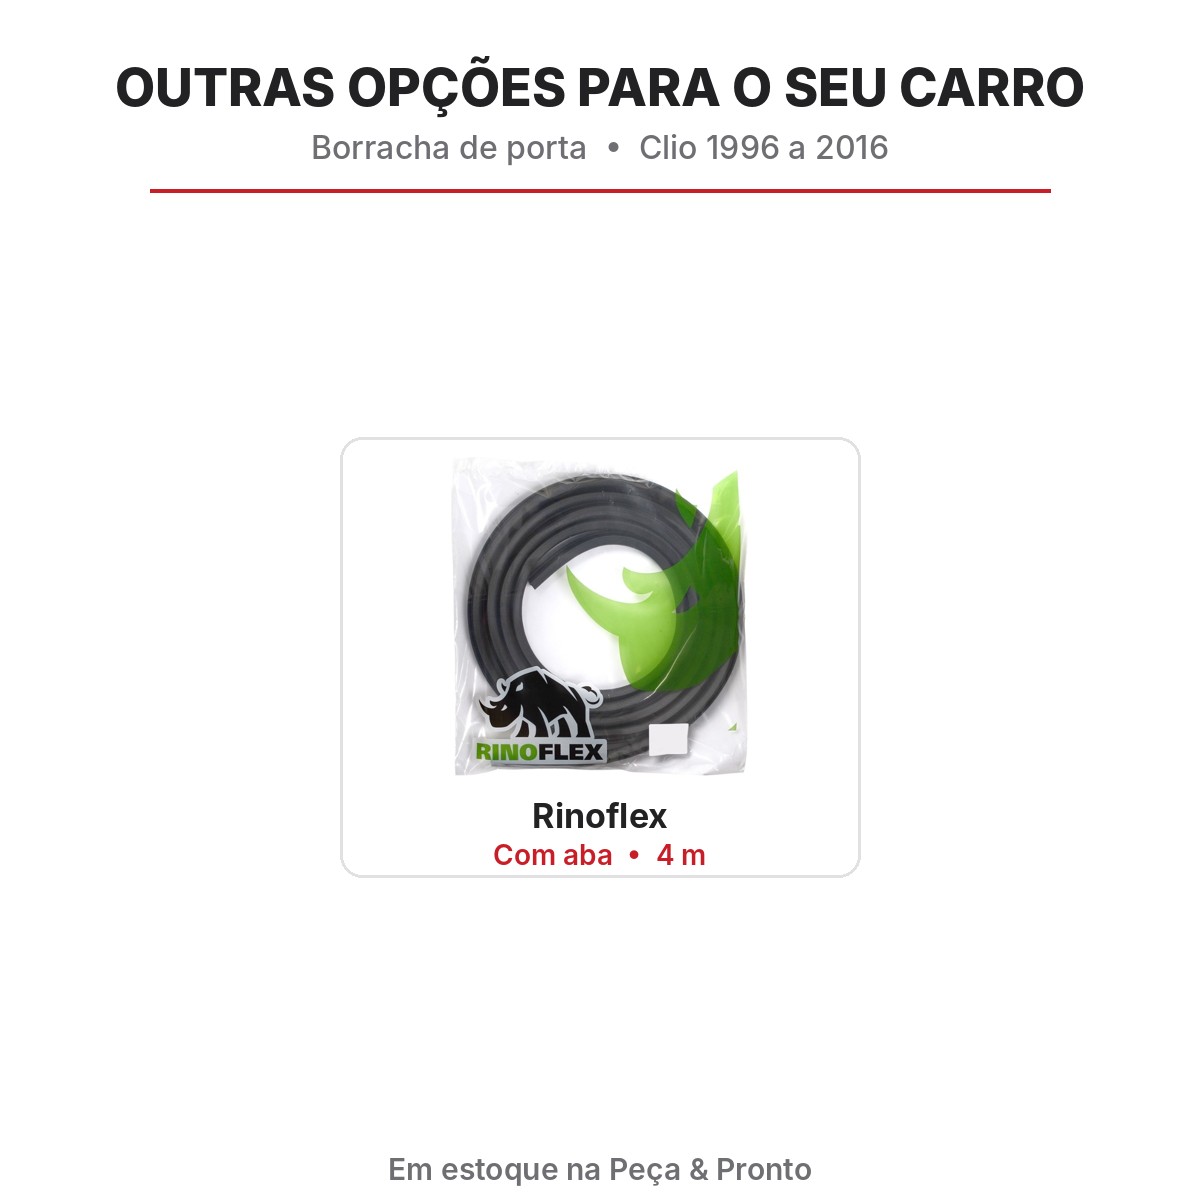 OUTRAS OPÇÕES PARA O SEU CARRO
Borracha de porta • Clio 1996 a 2016
RINOFLEX
Rinoflex
Com aba • 4 m
Em estoque na Peça & Pronto